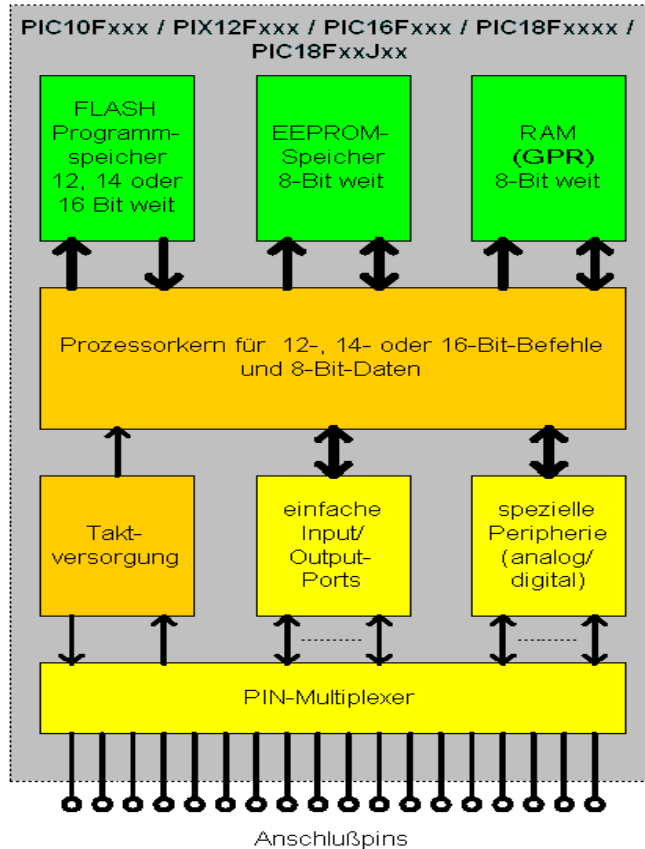 PIC10Fxxx / PIX12Fxxx / PIC16Fxxx / PIC18Fxxxx /
PIC18FxxJxx
FLASH
Programm-
speicher
12, 14 oder
16 Bit weit
EEPROM-
Speicher
8-Bit weit
RAM
(GPR)
8-Bit weit
Prozessorkern für 12-, 14- oder 16-Bit-Befehle
und 8-Bit-Daten
Takt-
versorgung
einfache
Input/
Output-
Ports
spezielle
Peripherie
(analog/
digital)
PIN-Multiplexer
Anschlußpins